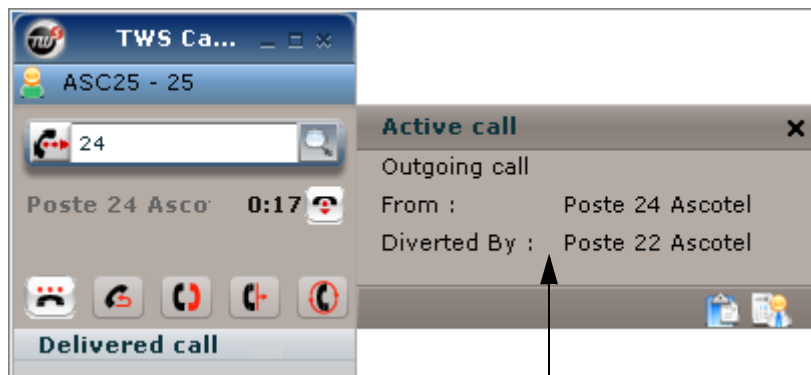 TWS Ca...
ASC25 - 25
24
Poste 24 Asco
0:17
Delivered call
Active call
Outgoing call
From : Poste 24 Ascotel
Diverted By : Poste 22 Ascotel